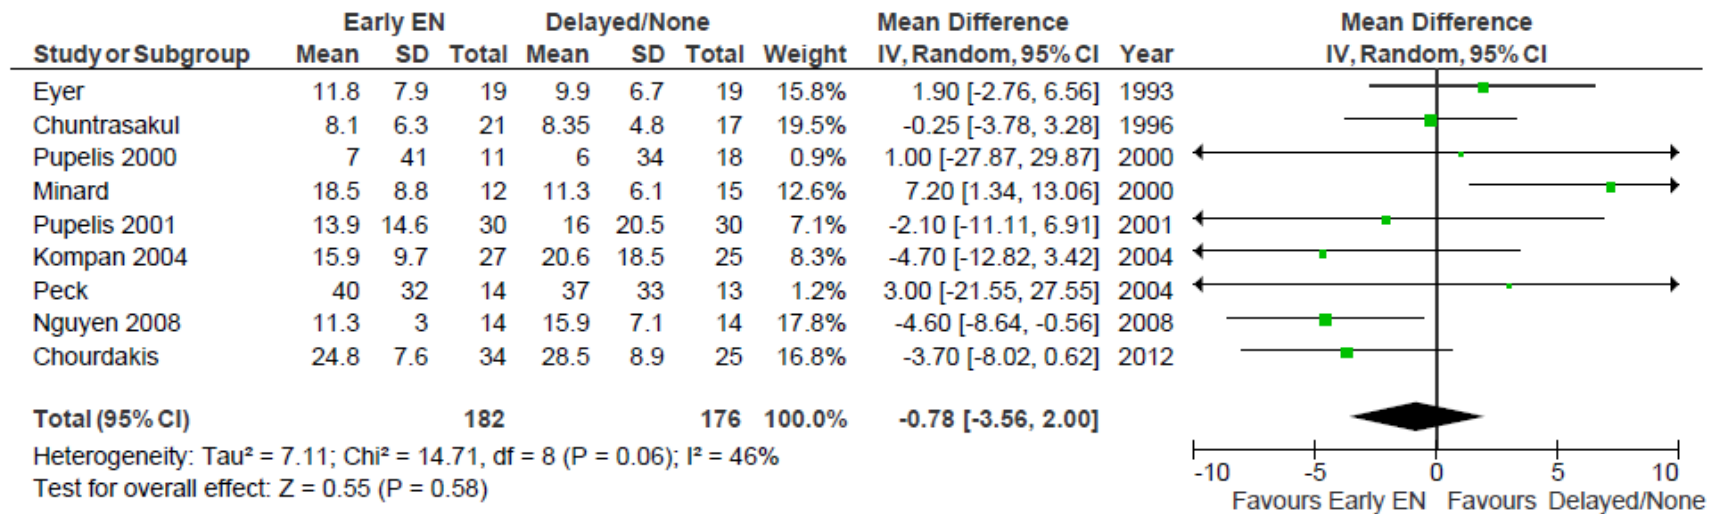 Early EN Delayed/None Mean Difference Mean Difference
Study or Subgroup Mean SD Total Mean SD Total Weight IV, Random, 95% CI Year IV, Random, 95% CI
Eyer 11.8 7.9 19 9.9 6.7 19 15.8% 1.90 [-2.76, 6.56] 1993
Chuntrasakul 8.1 6.3 21 8.35 4.8 17 19.5% -0.25 [-3.78, 3.28] 1996
Pupelis 2000 7 41 11 6 34 18 0.9% 1.00 [-27.87, 29.87] 2000
Minard 18.5 8.8 12 11.3 6.1 15 12.6% 7.20 [1.34, 13.06] 2000
Pupelis 2001 13.9 14.6 30 16 20.5 30 7.1% -2.10 [-11.11, 6.91] 2001
Kompan 2004 15.9 9.7 27 20.6 18.5 25 8.3% -4.70 [-12.82, 3.42] 2004
Peck 40 32 14 37 33 13 1.2% 3.00 [-21.55, 27.55] 2004
Nguyen 2008 11.3 3 14 15.9 7.1 14 17.8% -4.60 [-8.64, -0.56] 2008
Chourdakis 24.8 7.6 34 28.5 8.9 25 16.8% -3.70 [-8.02, 0.62] 2012
Total (95% CI) 182 176 100.0% -0.78 [-3.56, 2.00]
Heterogeneity: Tau² = 7.11; Chi² = 14.71, df = 8 (P = 0.06); I² = 46%
Test for overall effect: Z = 0.55 (P = 0.58)
-10 -5 0 5 10
Favours Early EN Favours Delayed/None